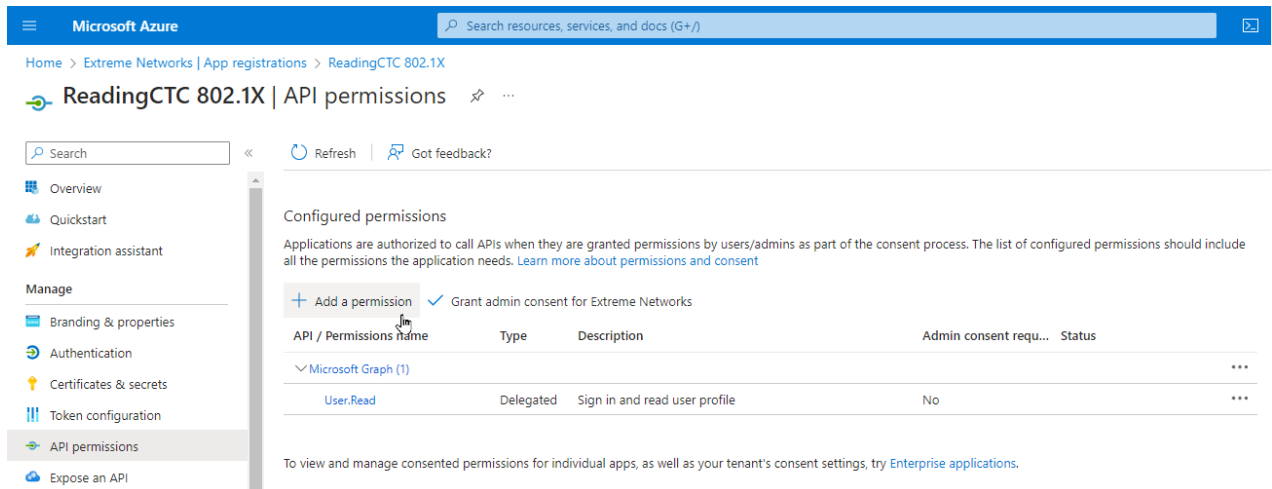 Microsoft Azure
Search resources, services, and docs (G+/)
Home > Extreme Networks | App registrations > ReadingCTC 802.1X
ReadingCTC 802.1X | API permissions
Search
Refresh
Got feedback?
Overview
Quickstart
Integration assistant
Manage
Branding & properties
Authentication
Certificates & secrets
Token configuration
API permissions
Expose an API
Configured permissions
Applications are authorized to call APIs when they are granted permissions by users/admins as part of the consent process. The list of configured permissions should include
all the permissions the application needs. Learn more about permissions and consent
Add a permission
Grant admin consent for Extreme Networks
API / Permissions name Type Description Admin consent requ... Status
Microsoft Graph (1)
User.Read Delegated Sign in and read user profile No
To view and manage consented permissions for individual apps, as well as your tenant's consent settings, try Enterprise applications.